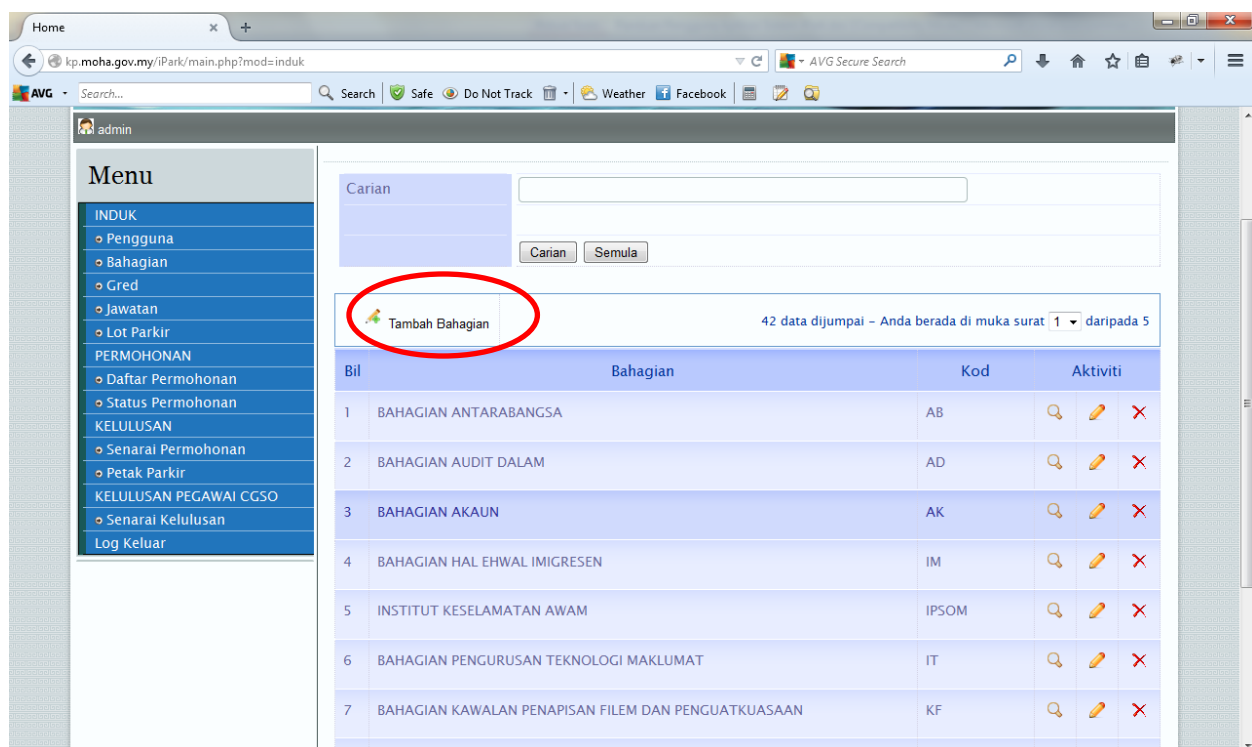 Home
kp.moha.gov.my/iPark/main.php?mod=induk
AVG Secure Search
AVG Search... Search Safe Do Not Track Weather Facebook
admin
Menu
INDUK
Pengguna
Bahagian
Gred
Jawatan
Lot Parkir
PERMOHONAN
Daftar Permohonan
Status Permohonan
KELULUSAN
Senarai Permohonan
Petak Parkir
KELULUSAN PEGAWAI CGSO
Senarai Kelulusan
Log Keluar
Carian
Carian Semula
Tambah Bahagian
42 data dijumpai - Anda berada di muka surat 1 daripada 5
Bil Bahagian Kod Aktiviti
1 BAHAGIAN ANTARABANGSA AB
2 BAHAGIAN AUDIT DALAM AD
3 BAHAGIAN AKAUN AK
4 BAHAGIAN HAL EHWAL IMIGRESEN IM
5 INSTITUT KESELAMATAN AWAM IPSOM
6 BAHAGIAN PENGURUSAN TEKNOLOGI MAKLUMAT IT
7 BAHAGIAN KAWALAN PENAPISAN FILEM DAN PENGUATKUASAAN KF